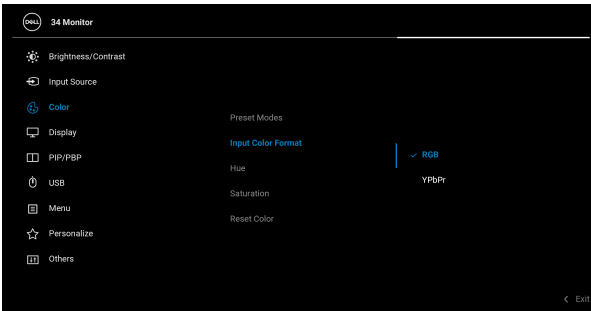 DELL
34 Monitor
Brightness/Contrast
Input Source
Color
Display
PIP/PBP
USB
Menu
Personalize
Others
Preset Modes
Input Color Format
Hue
Saturation
Reset Color
RGB
YPbPr
Exit